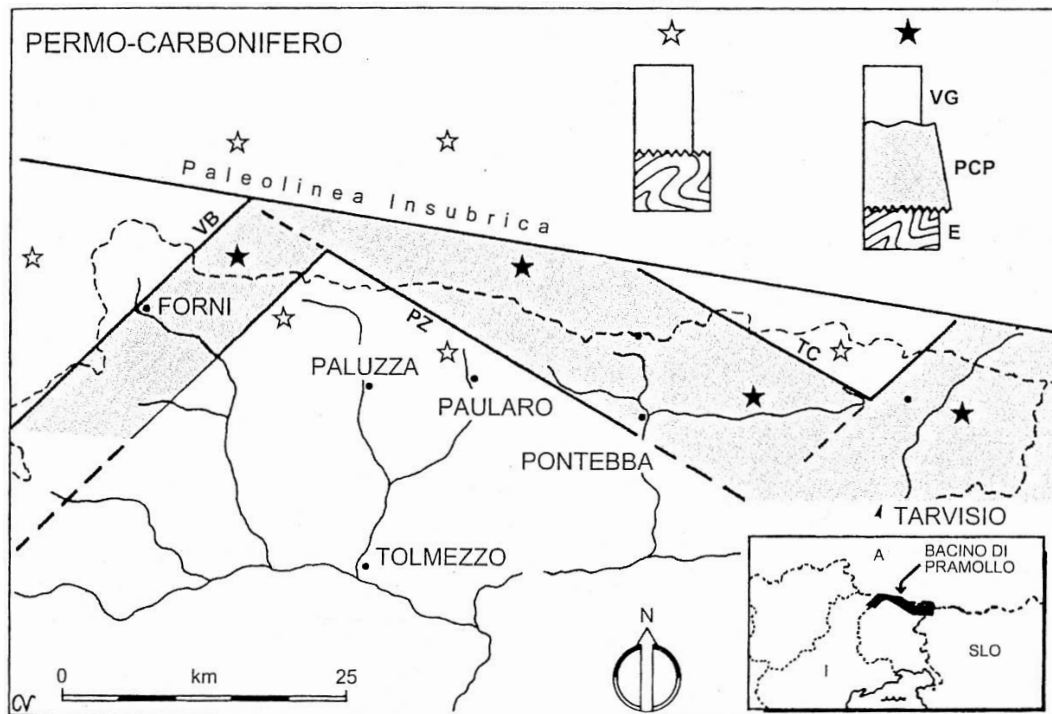 PERMO-CARBONIFERO
VG
PCP
E
Paleolinea Insubrica
VB
FORNI
PZ
TC
PALUZZA
PAULARO
PONTEBBA
TARVISIO
TOLMEZZO
A
BACINO DI
PRAMOLLO
SLO
I
N
0 km 25